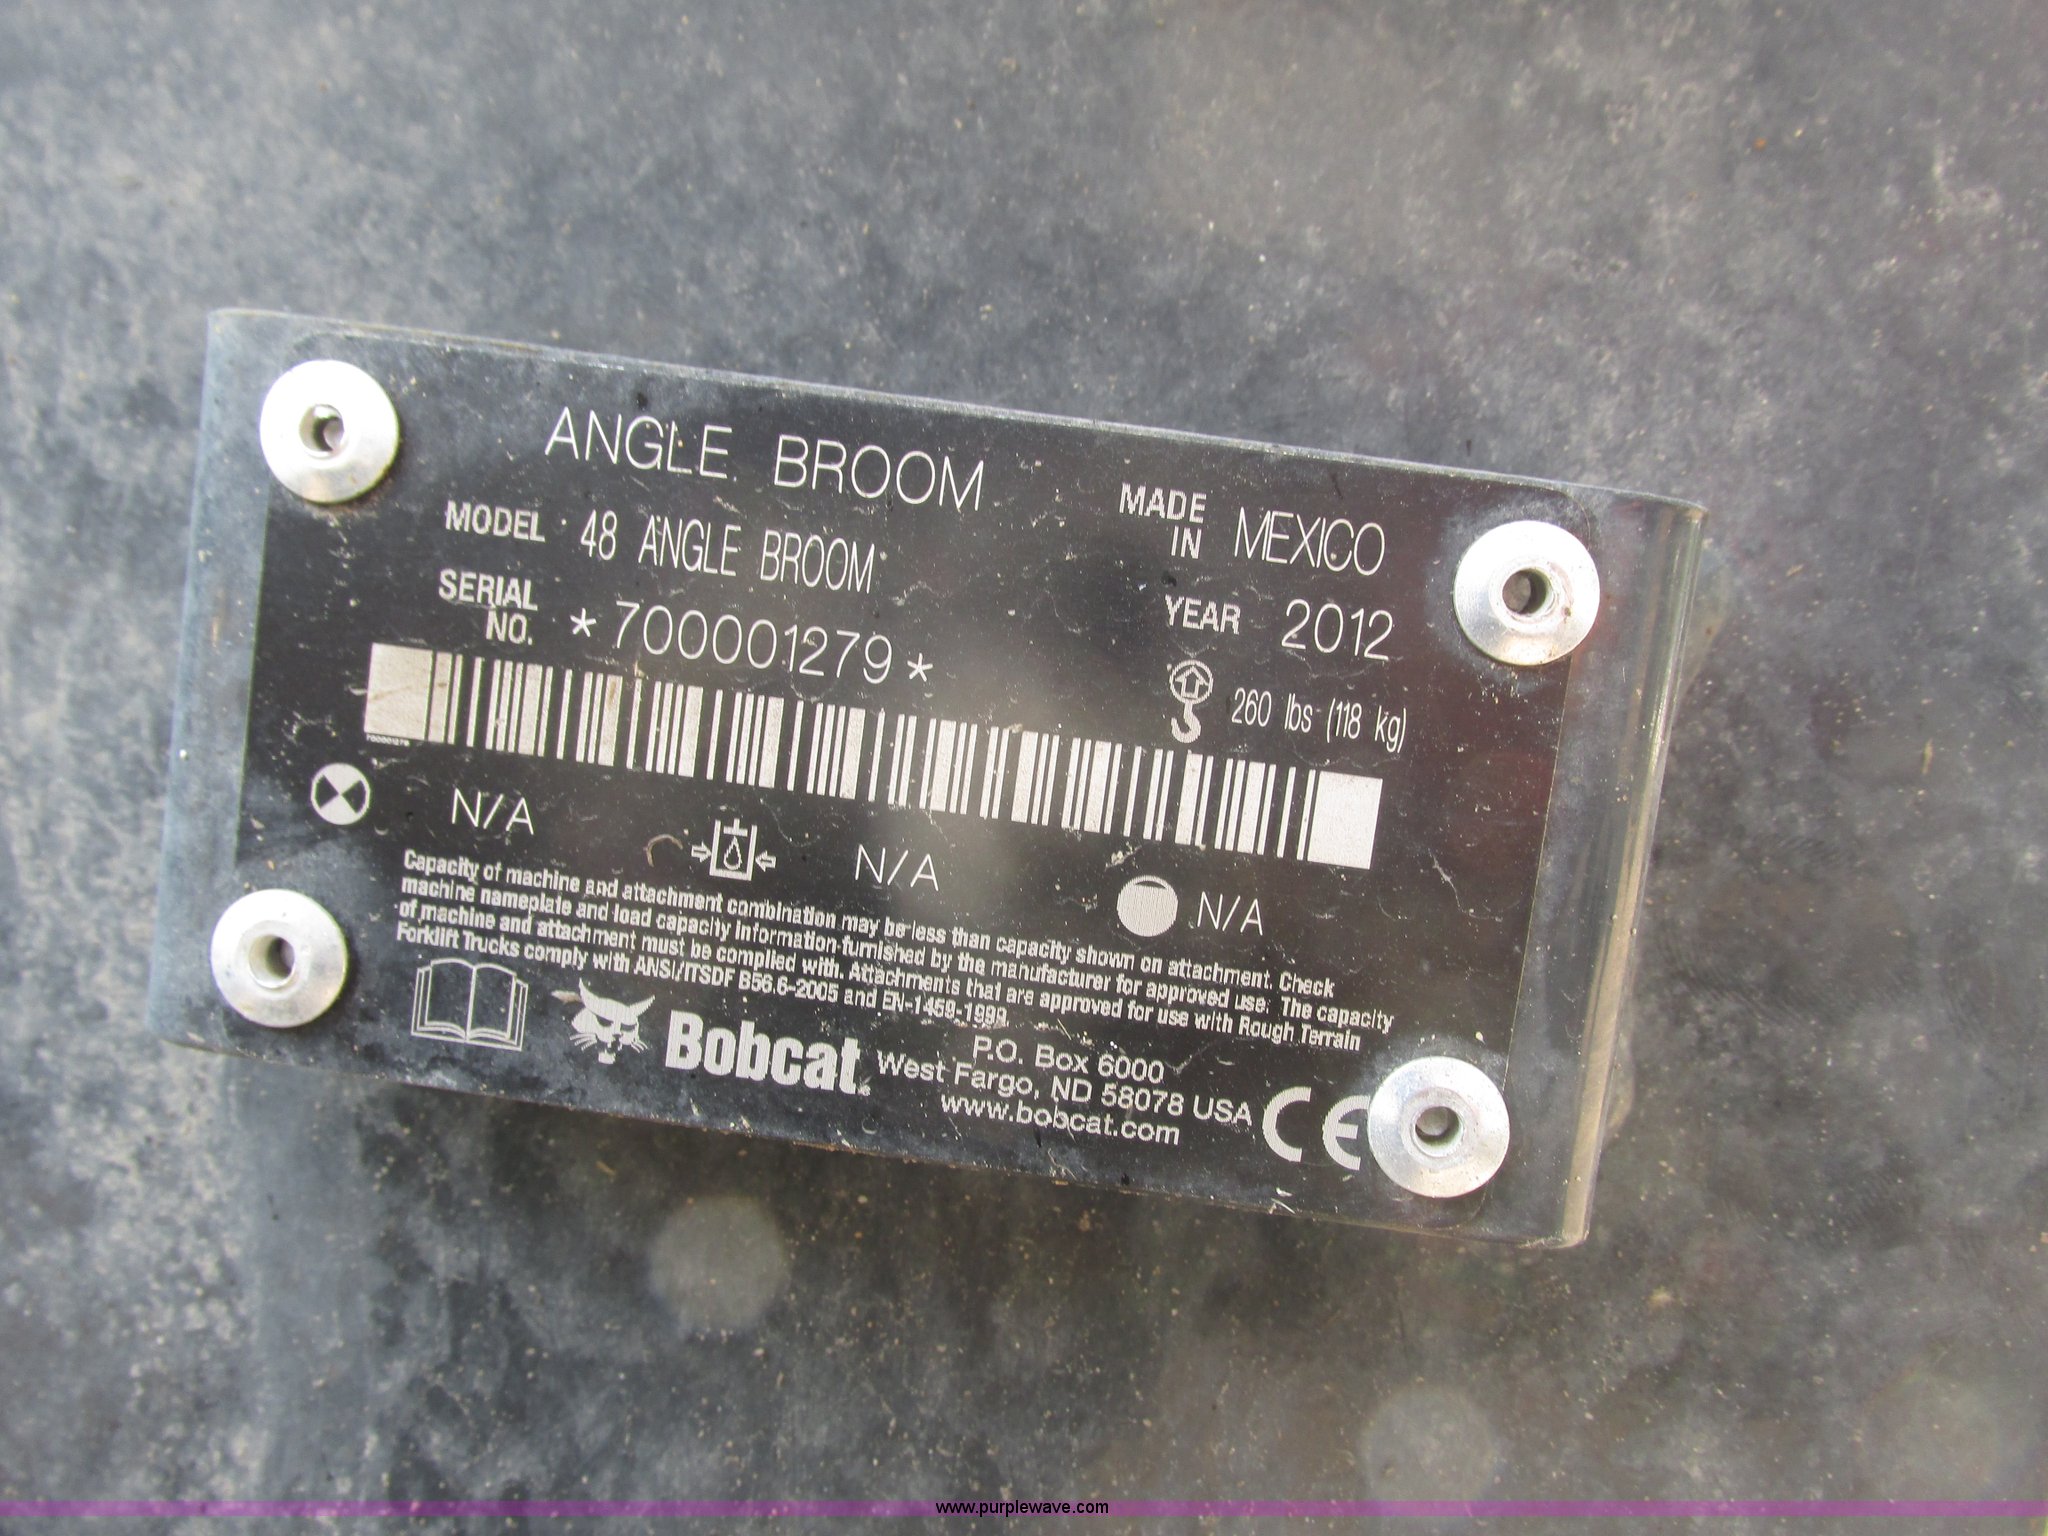 ANGLE BROOM
MODEL 48 ANGLE BROOM
MADE IN MEXICO
SERIAL NO. *700001279*
YEAR 2012
260 lbs (118 kg)
700001279
N/A
N/A
N/A
Capacity of machine and attachment combination may be less than capacity shown on attachment. Check
machine nameplate and load capacity information furnished by the manufacturer for approved use. The capacity
of machine and attachment must be complied with. Attachments that are approved for use with Rough Terrain
Forklift Trucks comply with ANSI/ITSDF B56.6-2005 and EN-1459-1999.
Bobcat
P.O. Box 6000
West Fargo, ND 58078 USA
www.bobcat.com
CE
www.purplewave.com